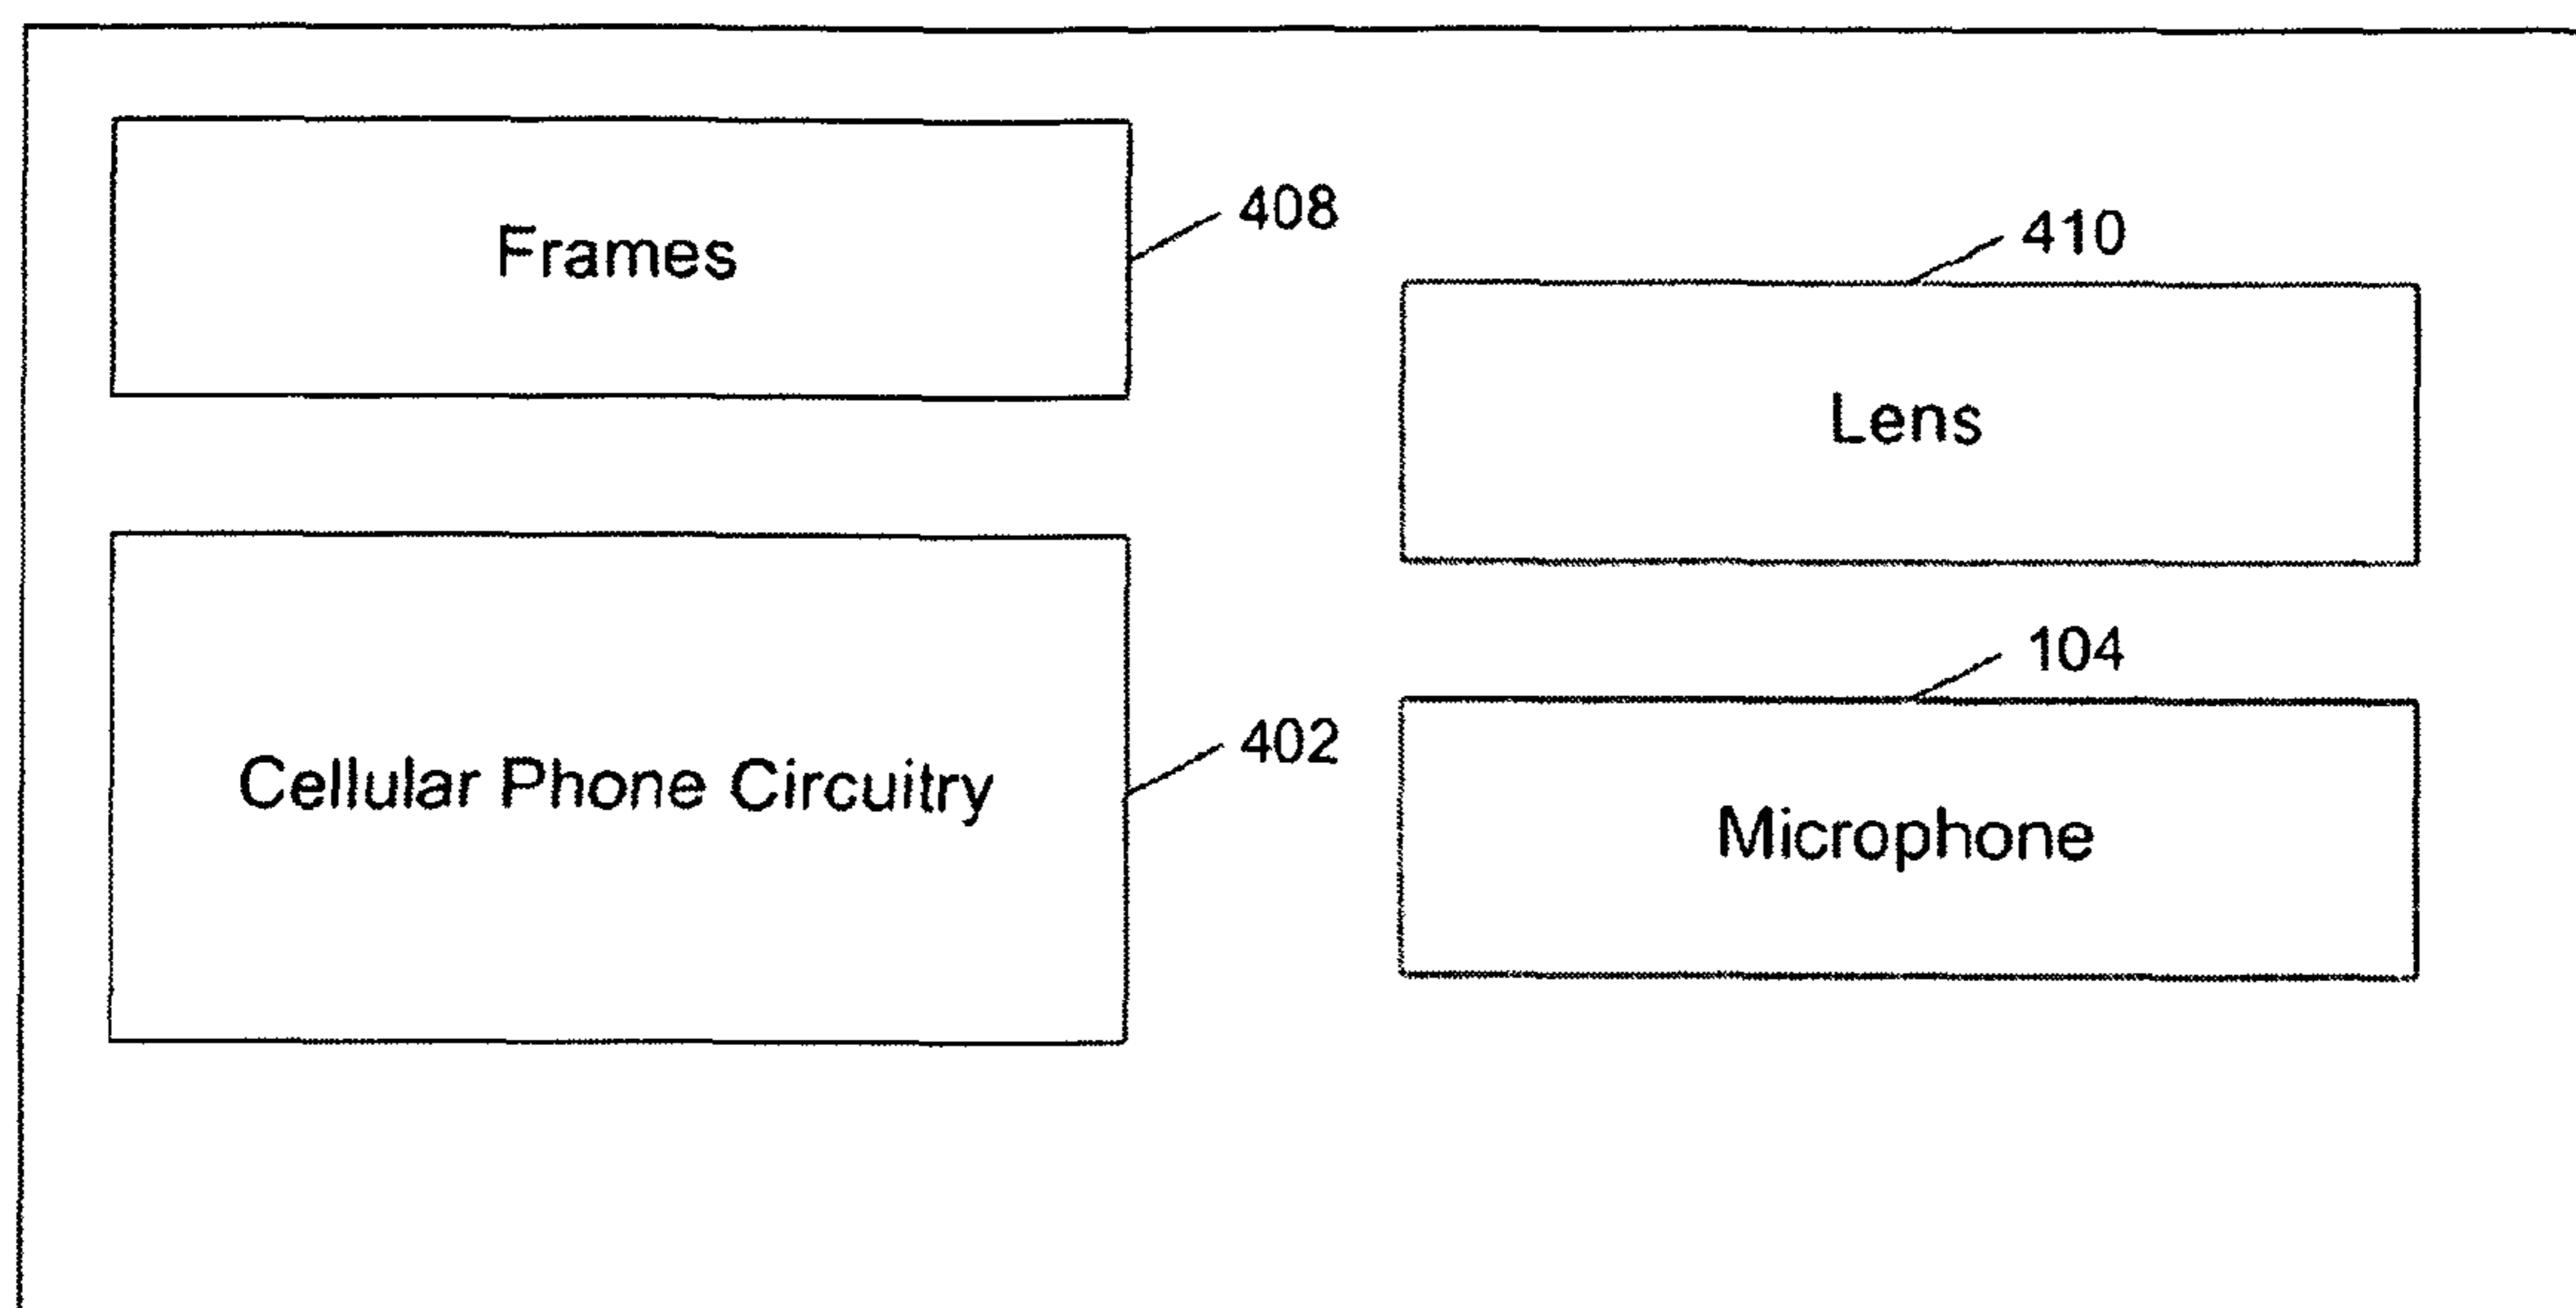 Frames
408
410
Lens
Cellular Phone Circuitry
402
104
Microphone